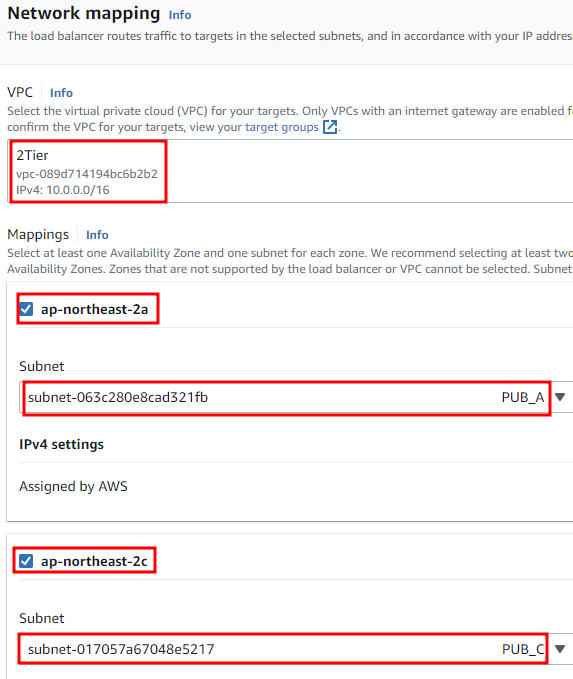 Network mapping Info
The load balancer routes traffic to targets in the selected subnets, and in accordance with your IP addres
VPC Info
Select the virtual private cloud (VPC) for your targets. Only VPCs with an internet gateway are enabled f
confirm the VPC for your targets, view your target groups.
2Tier
vpc-089d714194bc6b2b2
IPv4: 10.0.0.0/16
Mappings Info
Select at least one Availability Zone and one subnet for each zone. We recommend selecting at least two
Availability Zones. Zones that are not supported by the load balancer or VPC cannot be selected. Subnet
ap-northeast-2a
Subnet
subnet-063c280e8cad321fb PUB_A
IPv4 settings
Assigned by AWS
ap-northeast-2c
Subnet
subnet-017057a67048e5217 PUB_C